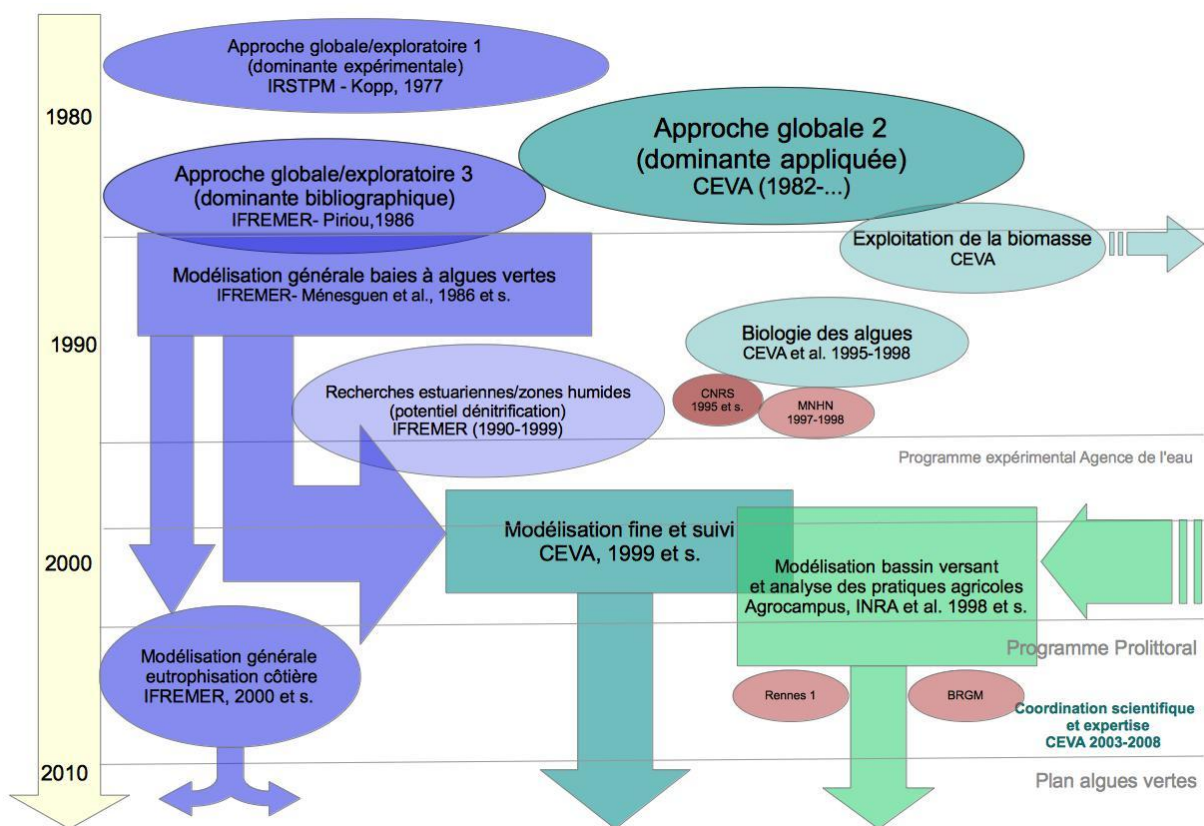 Approche globale/exploratoire 1
(dominante expérimentale)
IRSTPM - Kopp, 1977
1980
Approche globale 2
(dominante appliquée)
CEVA (1982-...)
Approche globale/exploratoire 3
(dominante bibliographique)
IFREMER- Piriou,1986
Exploitation de la biomasse
CEVA
Modélisation générale baies à algues vertes
IFREMER- Ménesguen et al., 1986 et s.
1990
Biologie des algues
CEVA et al. 1995-1998
CNRS
1995 et s.
MNHN
1997-1998
Recherches estuariennes/zones humides
(potentiel dénitrification)
IFREMER (1990-1999)
Programme expérimental Agence de l'eau
Modélisation fine et suivi
CEVA, 1999 et s.
2000
Modélisation bassin versant
et analyse des pratiques agricoles
Agrocampus, INRA et al. 1998 et s.
Programme Prolittoral
Modélisation générale
eutrophisation côtière
IFREMER, 2000 et s.
Rennes 1
BRGM
Coordination scientifique
et expertise
CEVA 2003-2008
2010
Plan algues vertes